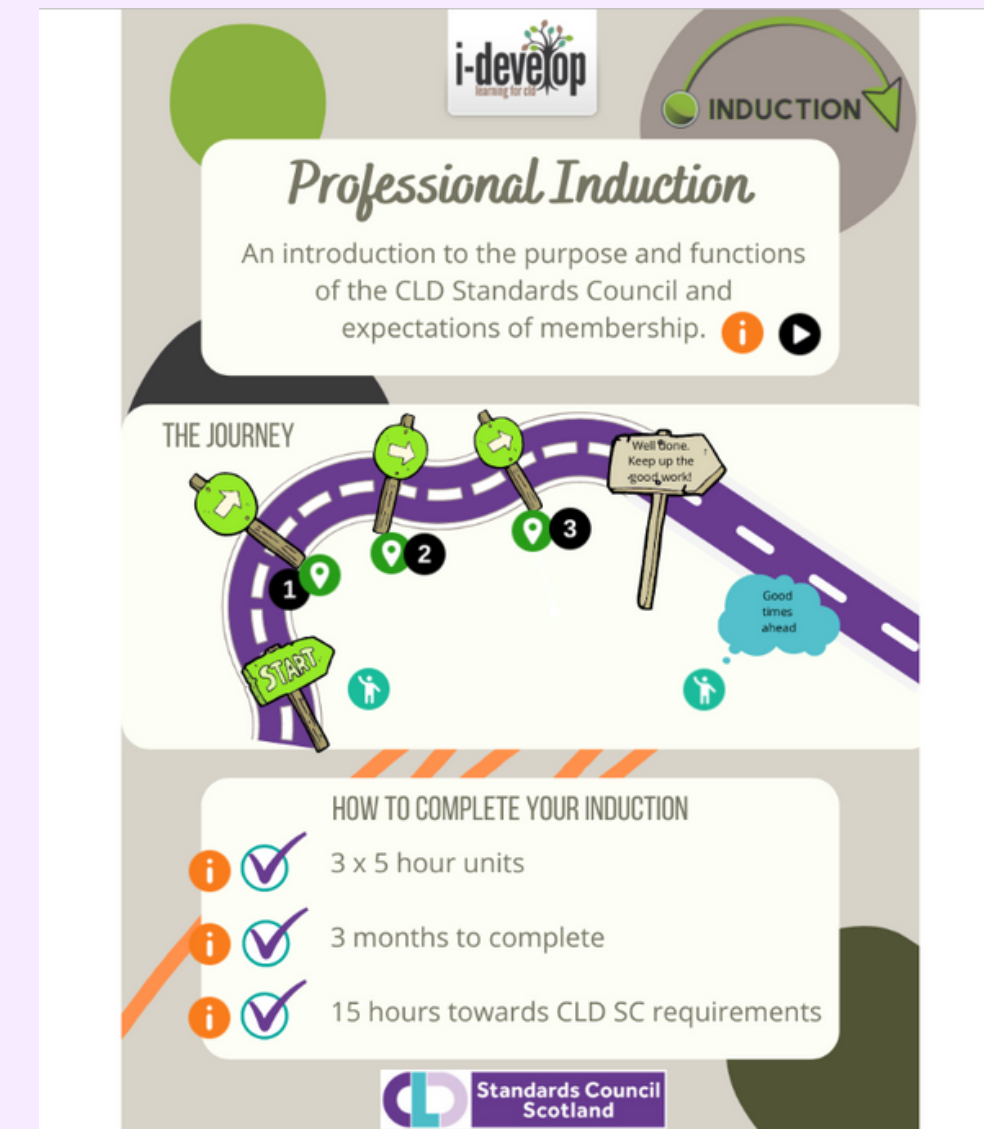 i-develop
learning for cld
INDUCTION
Professional Induction
An introduction to the purpose and functions
of the CLD Standards Council and
expectations of membership.
i
THE JOURNEY
Well done.
Keep up the
good work!
1
2
3
START
Good
times
ahead
HOW TO COMPLETE YOUR INDUCTION
i
3 x 5 hour units
i
3 months to complete
i
15 hours towards CLD SC requirements
CLD
Standards Council
Scotland